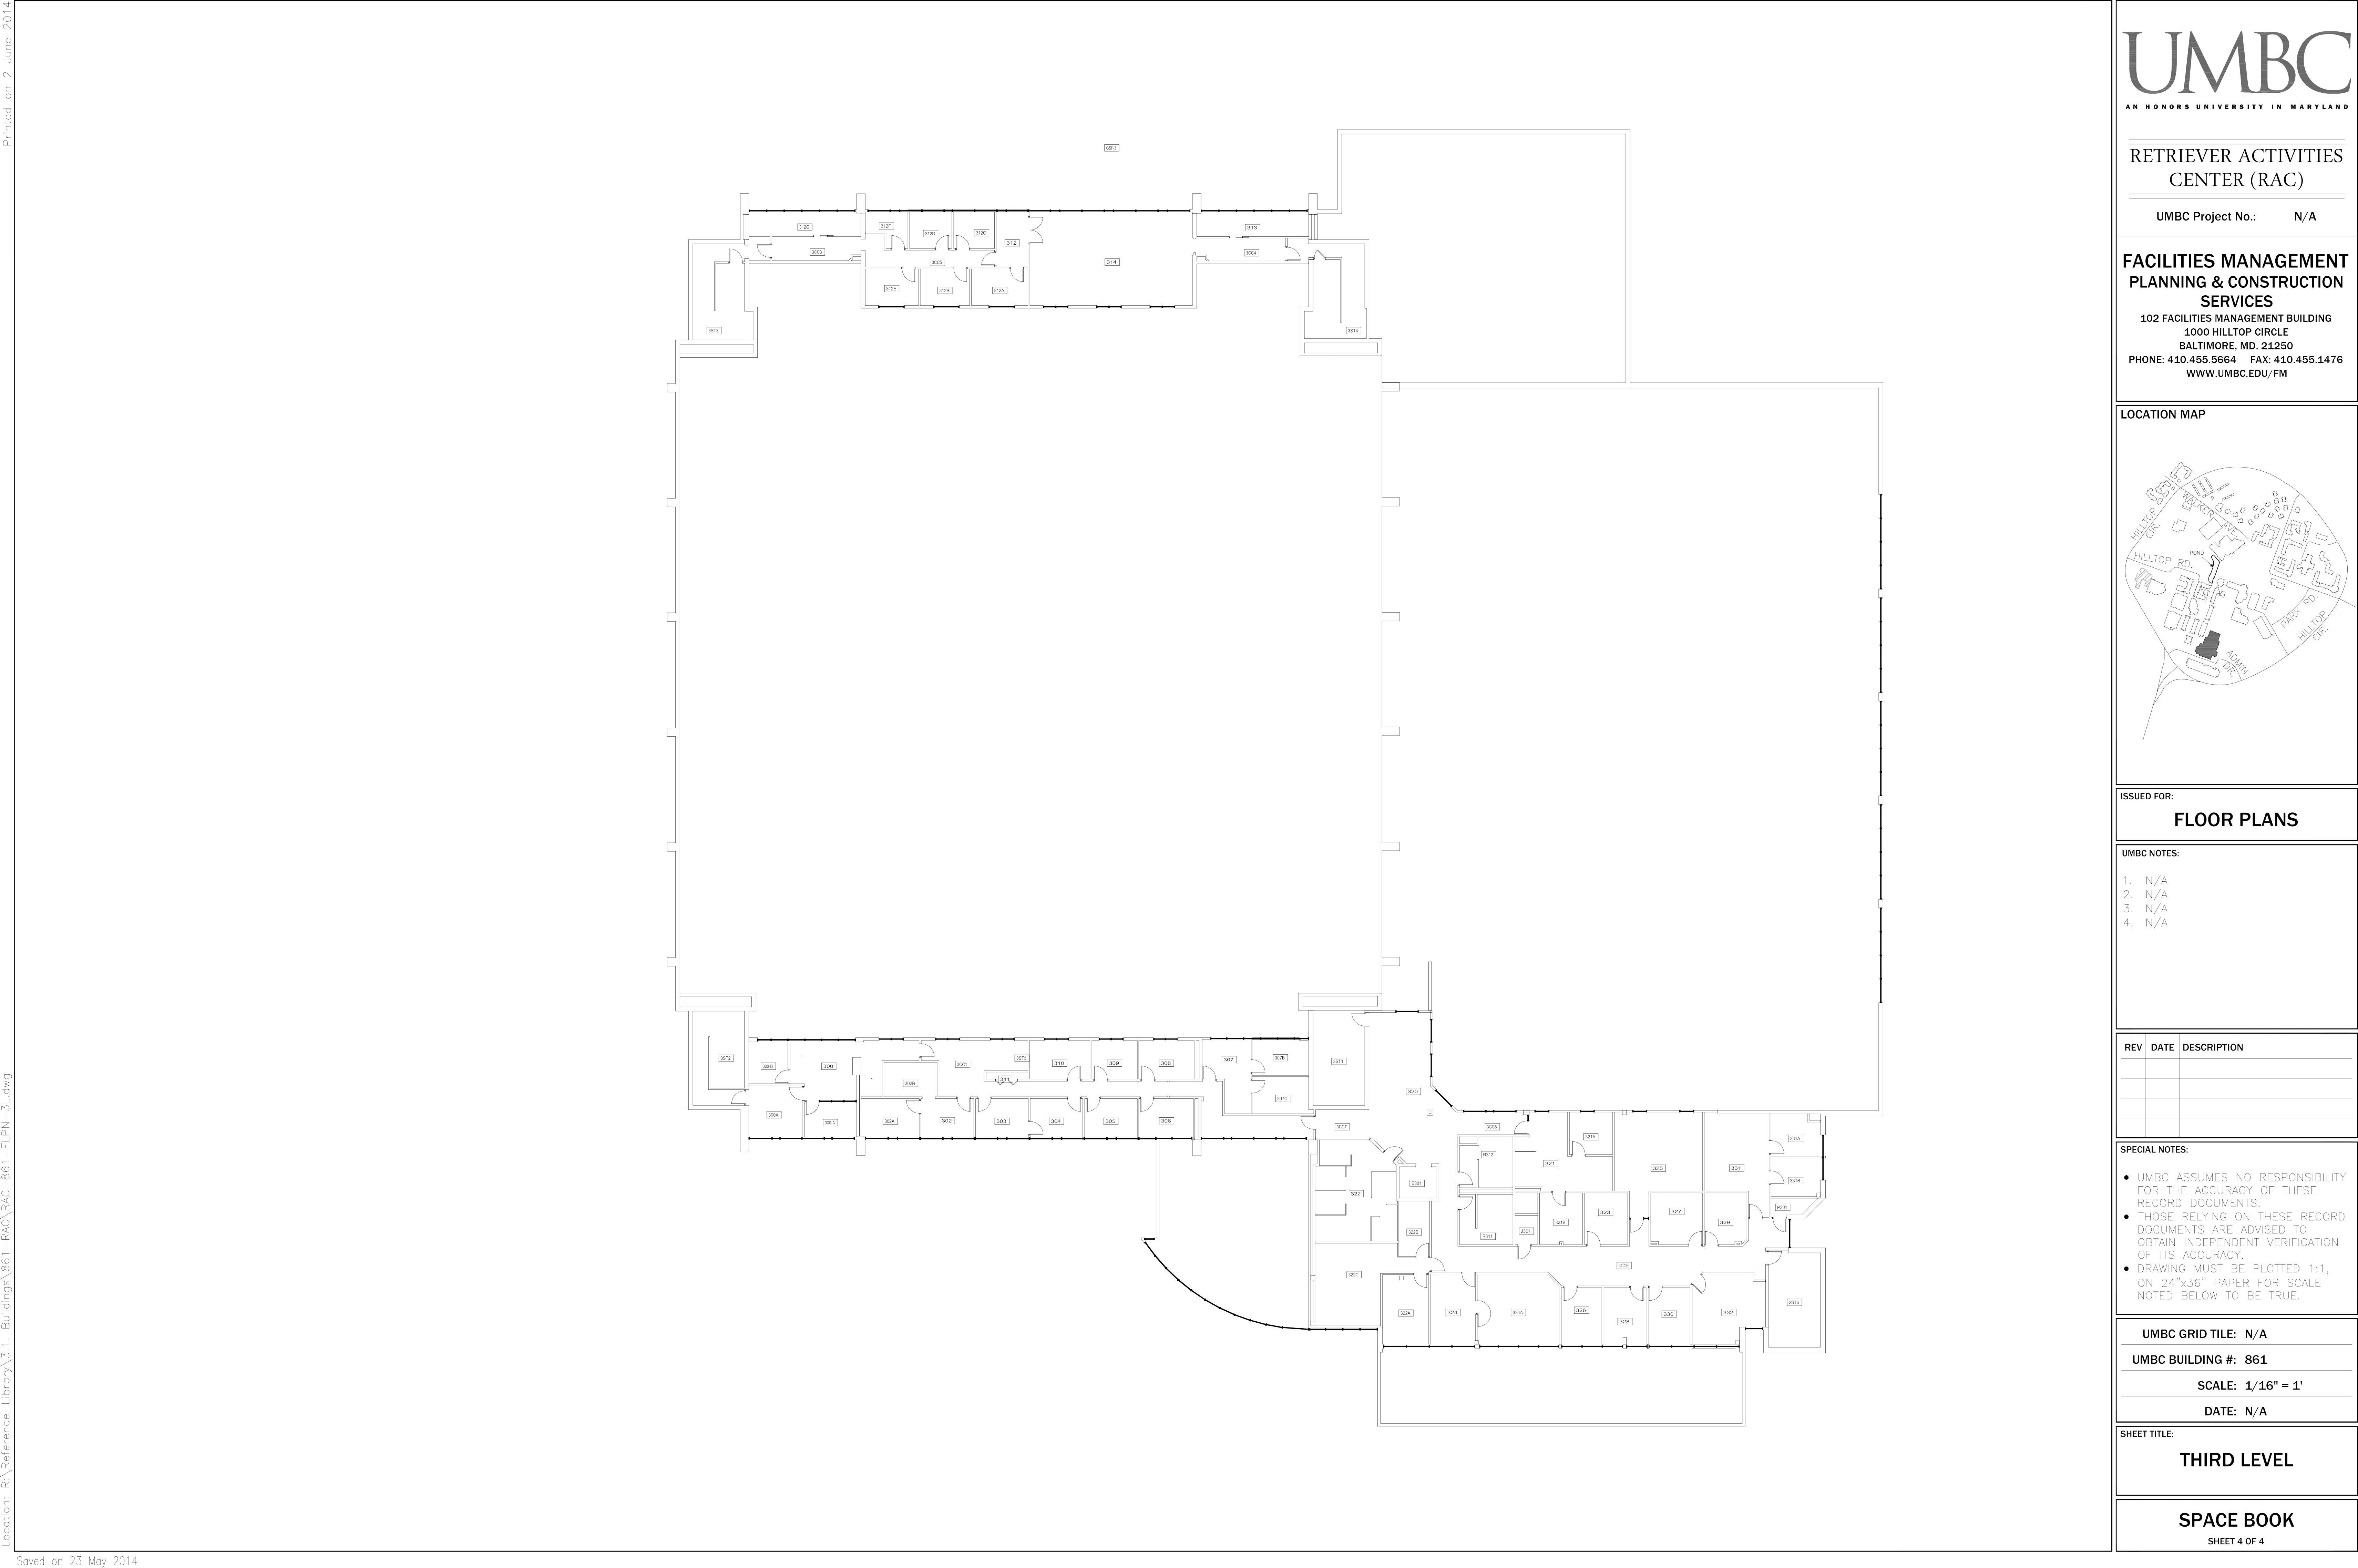 Printed on 2 June 2014
Location: R:\Reference_Library\3.1. Buildings\861-RAC\RAC-861-FLPN-3L.dwg
Saved on 23 May 2014
312G
312F
312D
312C
312
313
3CC3
3CC5
314
3CC4
312E
312B
312A
3ST3
3ST4
3ST2
300
3CC1
3ST5
310
309
308
307
307B
3ST1
300B
311
307C
320
300A
302A
302
303
304
305
306
3CC7
3CC8
321A
331A
R312
321
325
331
E301
331B
322
323
327
329
P301
322B
R311
J301
321B
322C
3CC6
322A
324
324A
326
328
330
332
UMBC
AN HONORS UNIVERSITY IN MARYLAND
RETRIEVER ACTIVITIES
CENTER (RAC)
UMBC Project No.: N/A
FACILITIES MANAGEMENT
PLANNING & CONSTRUCTION
SERVICES
102 FACILITIES MANAGEMENT BUILDING
1000 HILLTOP CIRCLE
BALTIMORE, MD. 21250
PHONE: 410.455.5664 FAX: 410.455.1476
WWW.UMBC.EDU/FM
LOCATION MAP
WALKER AVE.
HILLTOP CIR.
POND
HILLTOP RD.
PARK RD.
HILLTOP CIR.
ADMIN. DR.
ISSUED FOR:
FLOOR PLANS
UMBC NOTES:
1. N/A
2. N/A
3. N/A
4. N/A
REV DATE DESCRIPTION
SPECIAL NOTES:
● UMBC ASSUMES NO RESPONSIBILITY
FOR THE ACCURACY OF THESE
RECORD DOCUMENTS.
● THOSE RELYING ON THESE RECORD
DOCUMENTS ARE ADVISED TO
OBTAIN INDEPENDENT VERIFICATION
OF ITS ACCURACY.
● DRAWING MUST BE PLOTTED 1:1,
ON 24"x36" PAPER FOR SCALE
NOTED BELOW TO BE TRUE.
UMBC GRID TILE: N/A
UMBC BUILDING #: 861
SCALE: 1/16" = 1'
DATE: N/A
SHEET TITLE:
THIRD LEVEL
SPACE BOOK
SHEET 4 OF 4